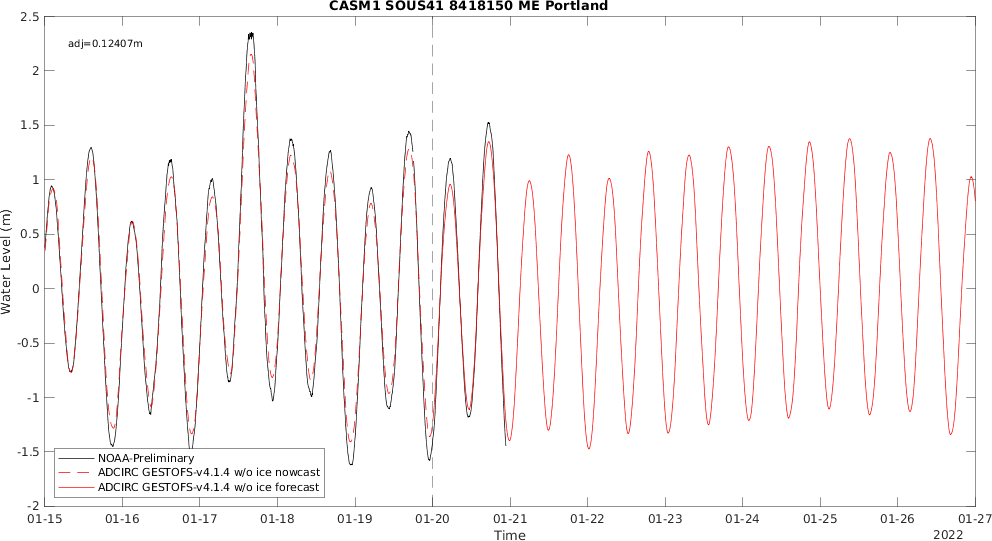 CASM1 SOUS41 8418150 ME Portland
adj=0.12407m
2.5
2
1.5
1
0.5
0
-0.5
-1
-1.5
-2
Water Level (m)
NOAA-Preliminary
ADCIRC GESTOFS-v4.1.4 w/o ice nowcast
ADCIRC GESTOFS-v4.1.4 w/o ice forecast
01-15 01-16 01-17 01-18 01-19 01-20 01-21 01-22 01-23 01-24 01-25 01-26 01-27
Time
2022